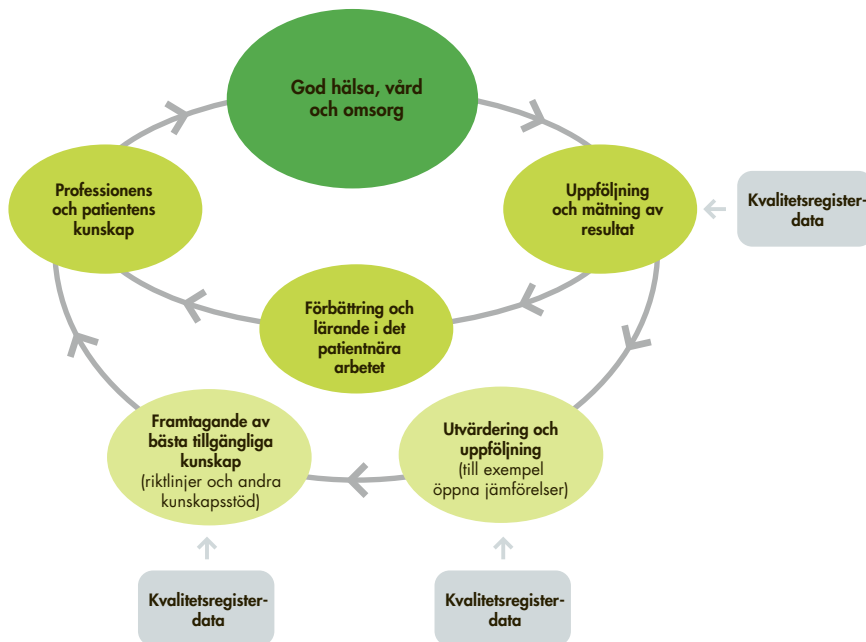 God hälsa, vård
och omsorg
Professionens
och patientens
kunskap
Uppföljning
och mätning av
resultat
Kvalitetsregister-
data
Förbättring och
lärande i det
patientnära
arbetet
Framtagande av
bästa tillgängliga
kunskap
(riktlinjer och andra
kunskapsstöd)
Utvärdering och
uppföljning
(till exempel
öppna jämförelser)
Kvalitetsregister-
data
Kvalitetsregister-
data